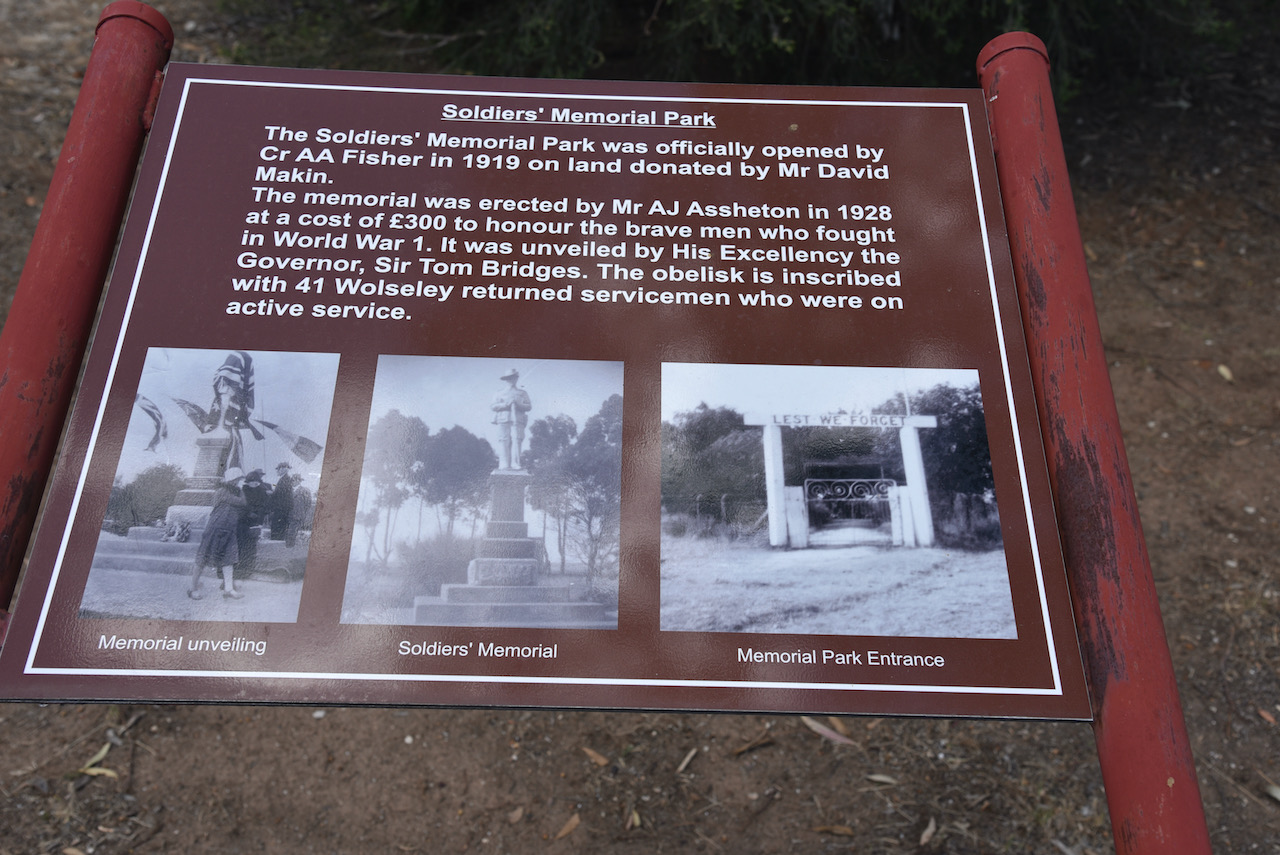 Soldiers' Memorial Park
The Soldiers' Memorial Park was officially opened by
Cr AA Fisher in 1919 on land donated by Mr David
Makin.
The memorial was erected by Mr AJ Assheton in 1928
at a cost of £300 to honour the brave men who fought
in World War 1. It was unveiled by His Excellency the
Governor, Sir Tom Bridges. The obelisk is inscribed
with 41 Wolseley returned servicemen who were on
active service.
LEST WE FORGET
Memorial unveiling
Soldiers' Memorial
Memorial Park Entrance